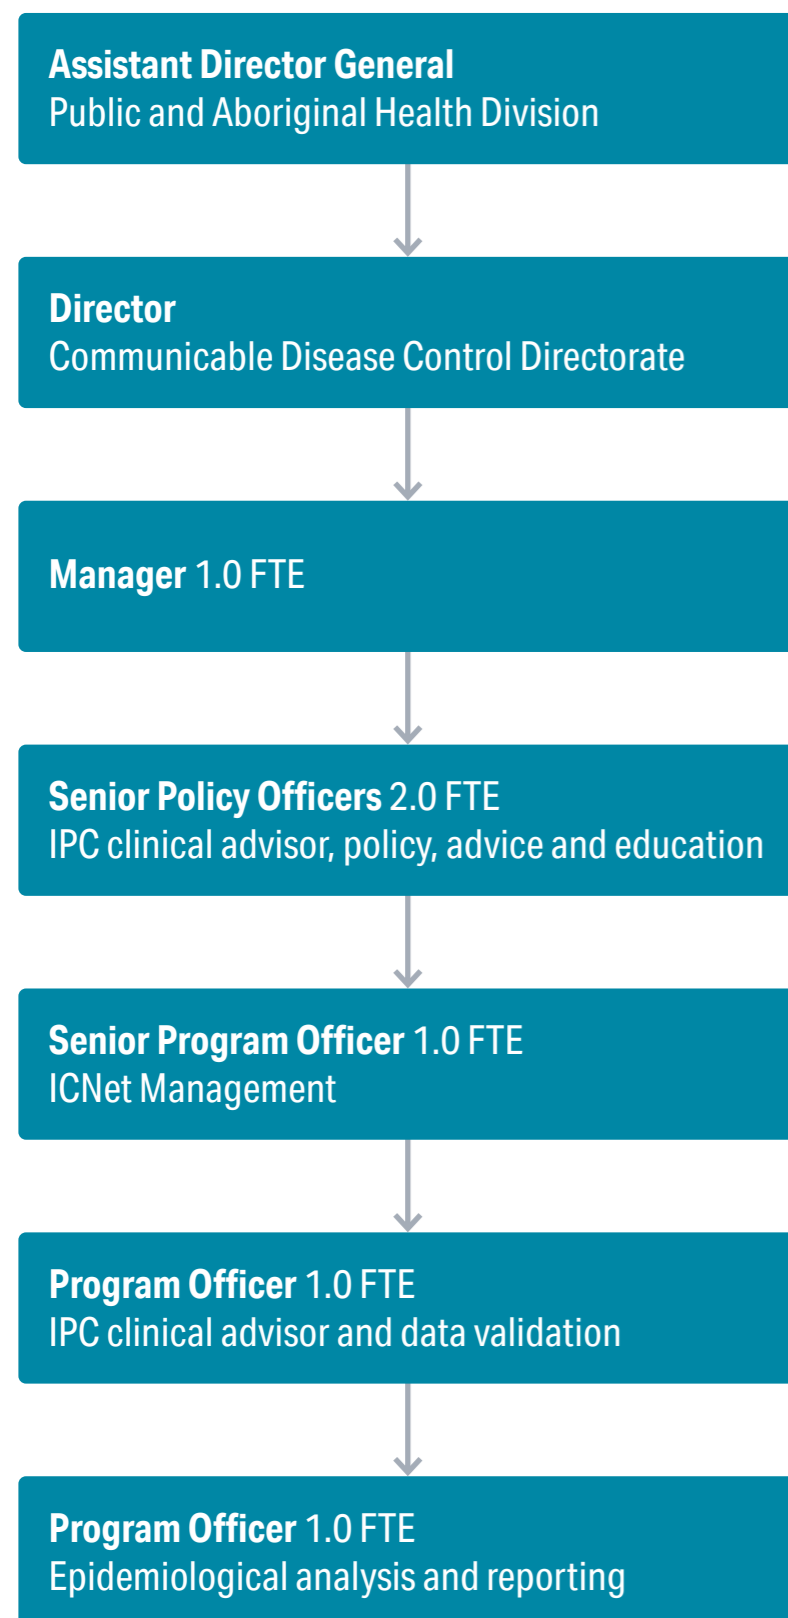 Assistant Director General
Public and Aboriginal Health Division
Director
Communicable Disease Control Directorate
Manager 1.0 FTE
Senior Policy Officers 2.0 FTE
IPC clinical advisor, policy, advice and education
Senior Program Officer 1.0 FTE
ICNet Management
Program Officer 1.0 FTE
IPC clinical advisor and data validation
Program Officer 1.0 FTE
Epidemiological analysis and reporting